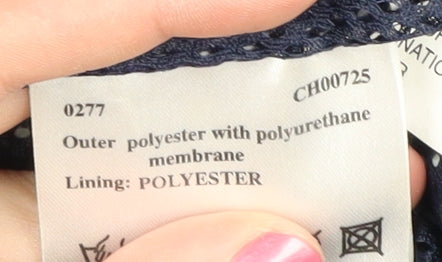 0277 CH00725
Outer polyester with polyurethane
membrane
Lining: POLYESTER